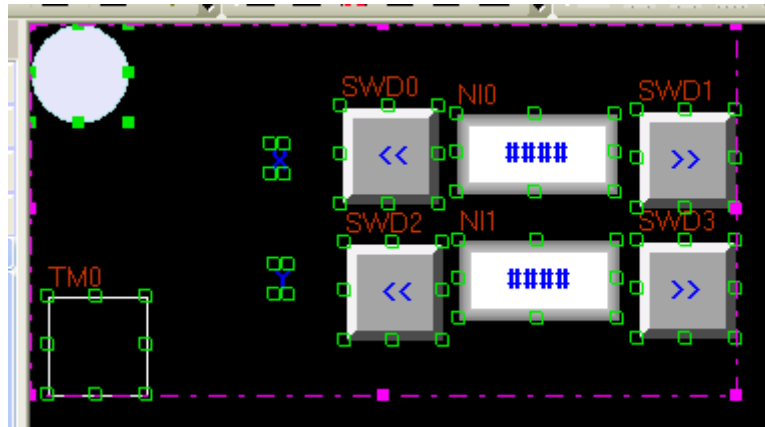 SWD0 NI0 SWD1
X << #### >>
SWD2 NI1 SWD3
Y << #### >>
TM0